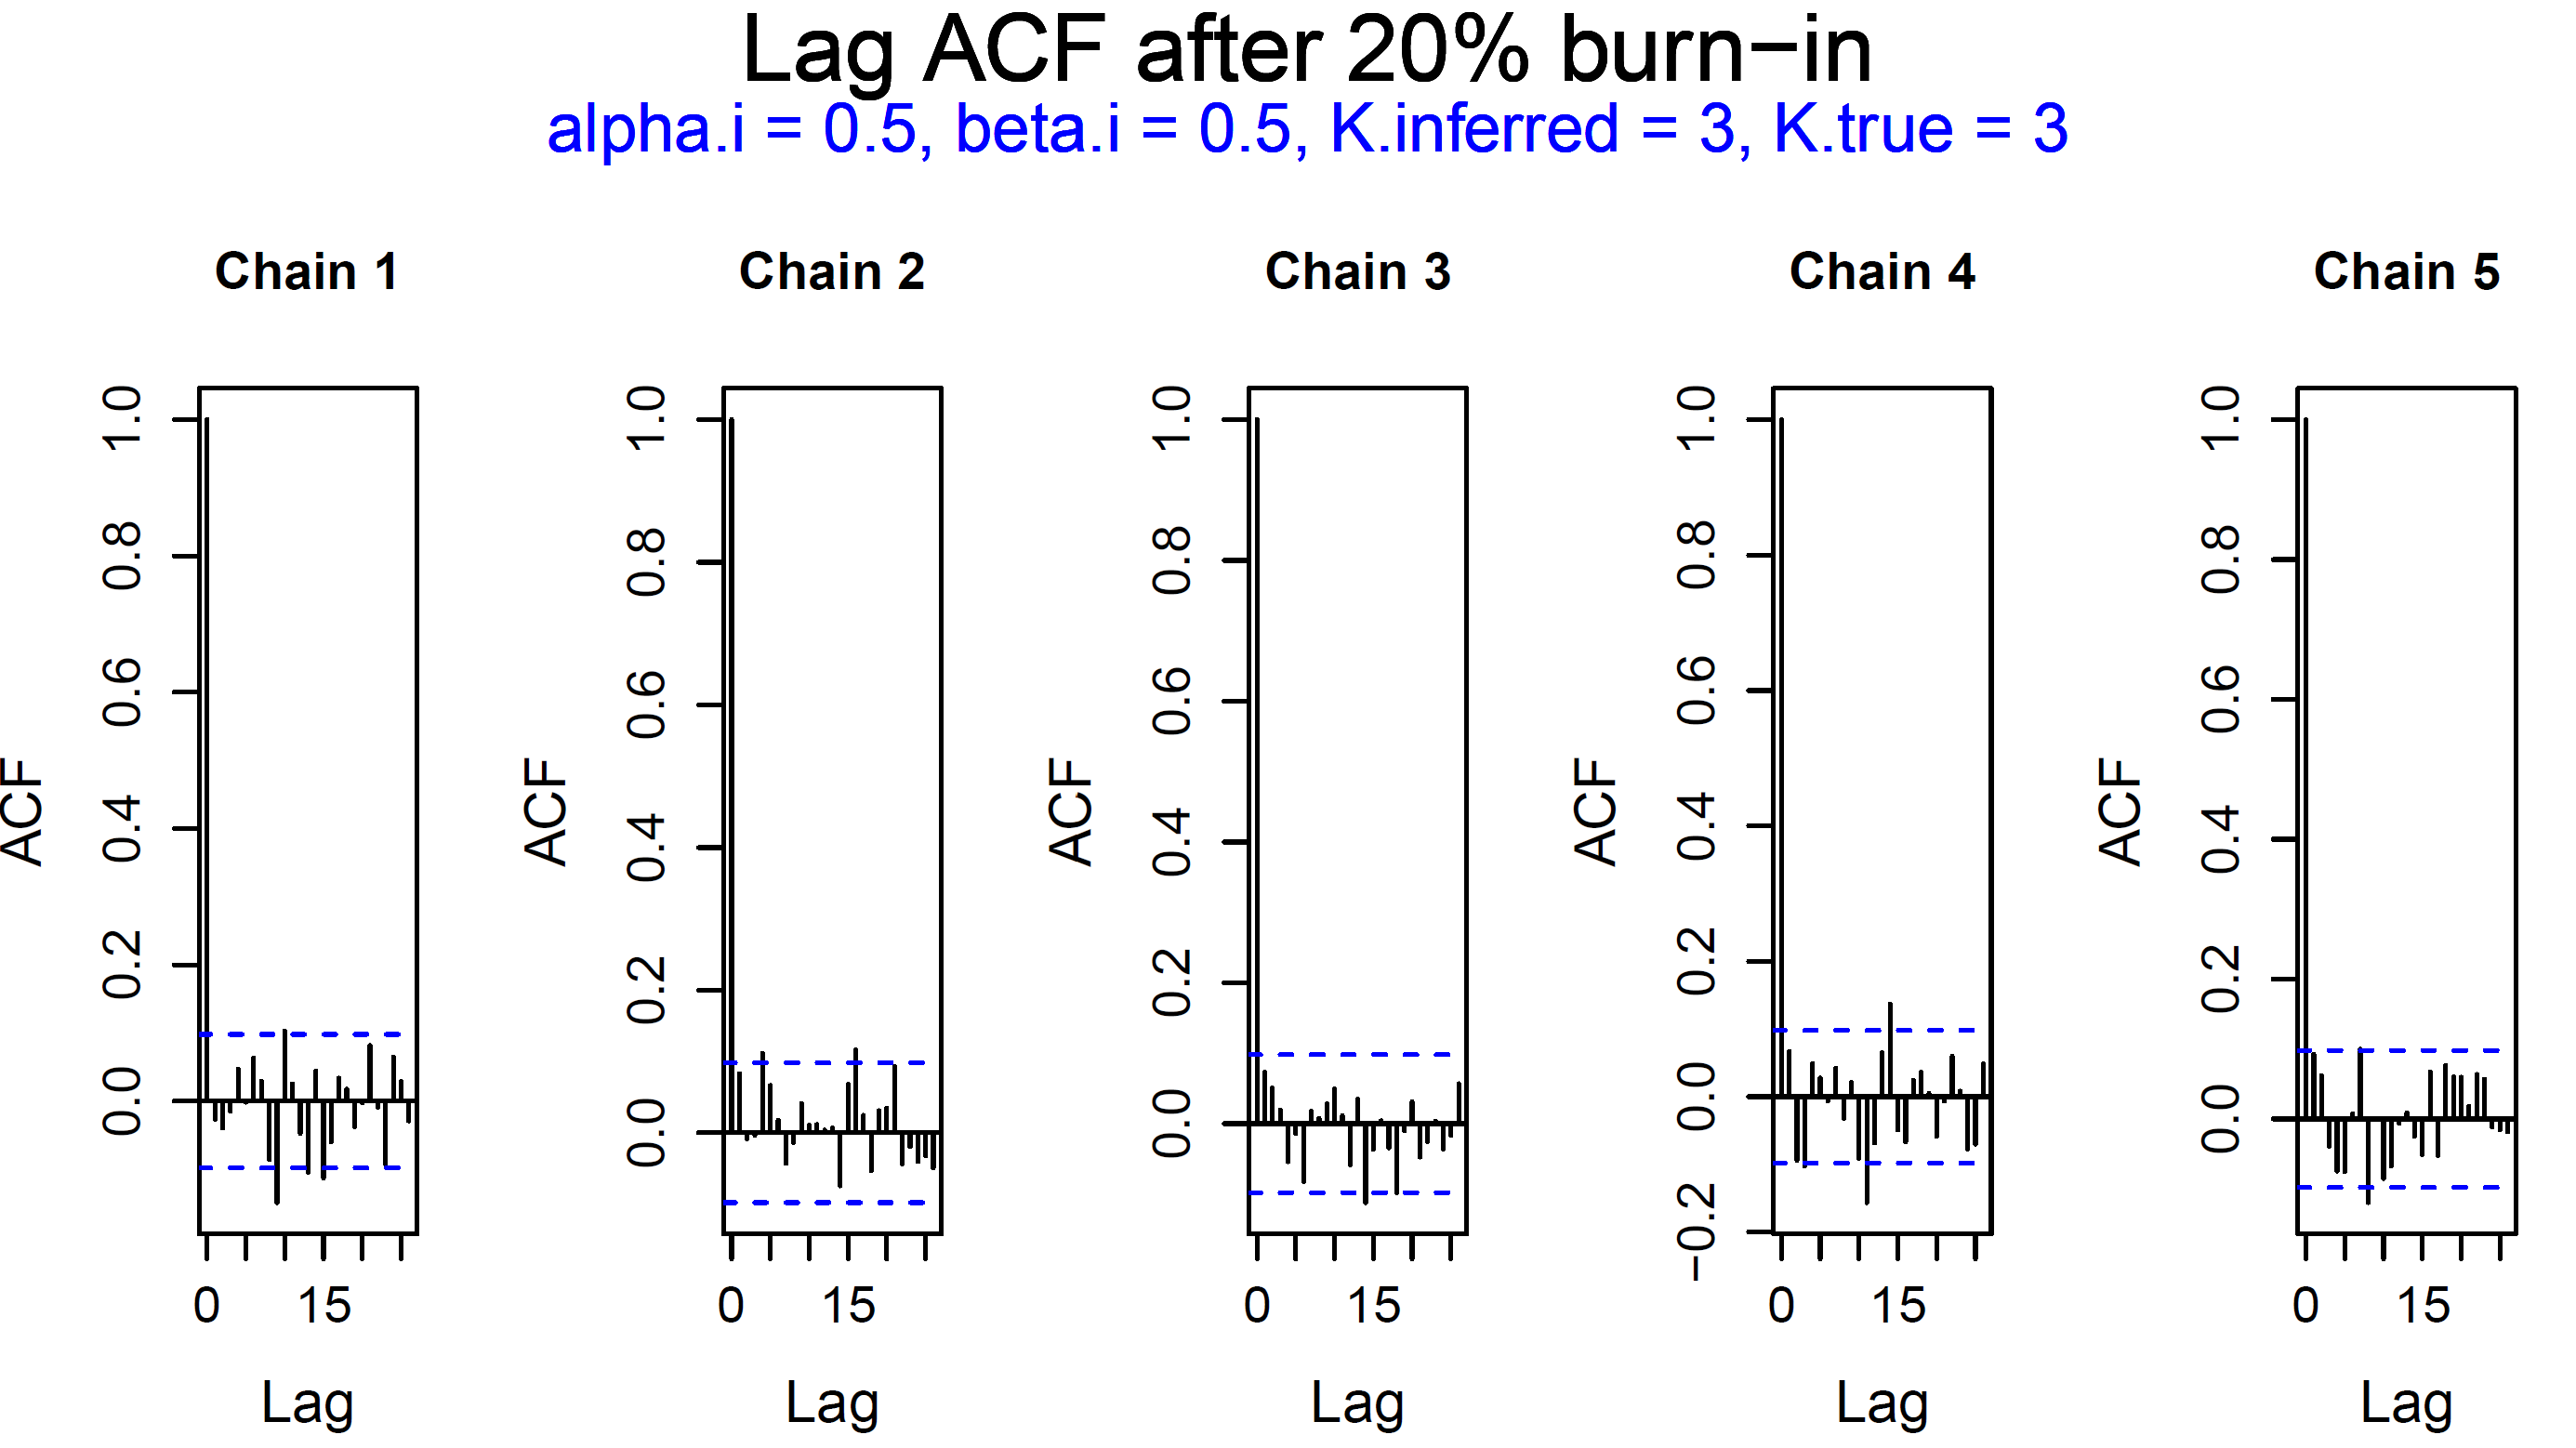 Lag ACF after 20% burn−in
alpha.i = 0.5, beta.i = 0.5, K.inferred = 3, K.true = 3
Chain 1
ACF
1.0
0.8
0.6
0.4
0.2
0.0
0 15
Lag
Chain 2
ACF
1.0
0.8
0.6
0.4
0.2
0.0
0 15
Lag
Chain 3
ACF
1.0
0.8
0.6
0.4
0.2
0.0
0 15
Lag
Chain 4
ACF
1.0
0.8
0.6
0.4
0.2
0.0
−0.2
0 15
Lag
Chain 5
ACF
1.0
0.8
0.6
0.4
0.2
0.0
0 15
Lag